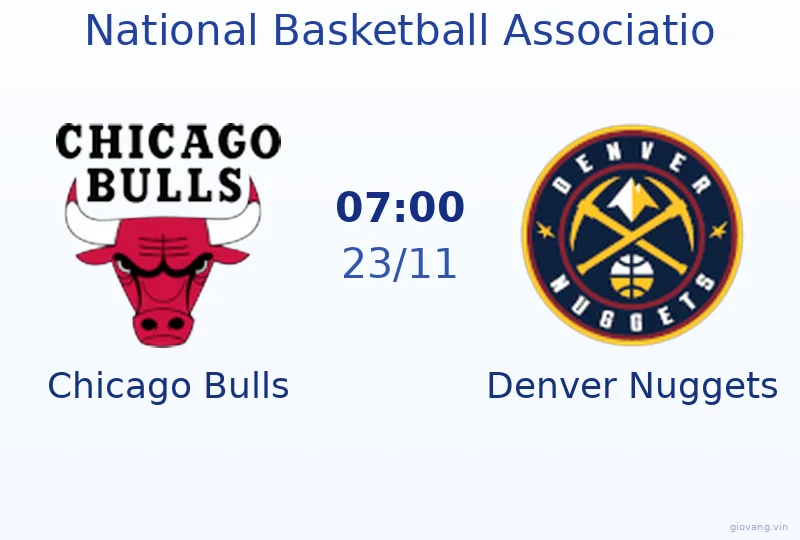 National Basketball Associatio
CHICAGO
BULLS
07:00
23/11
DENVER
NUGGETS
Chicago Bulls
Denver Nuggets
giovang.vin